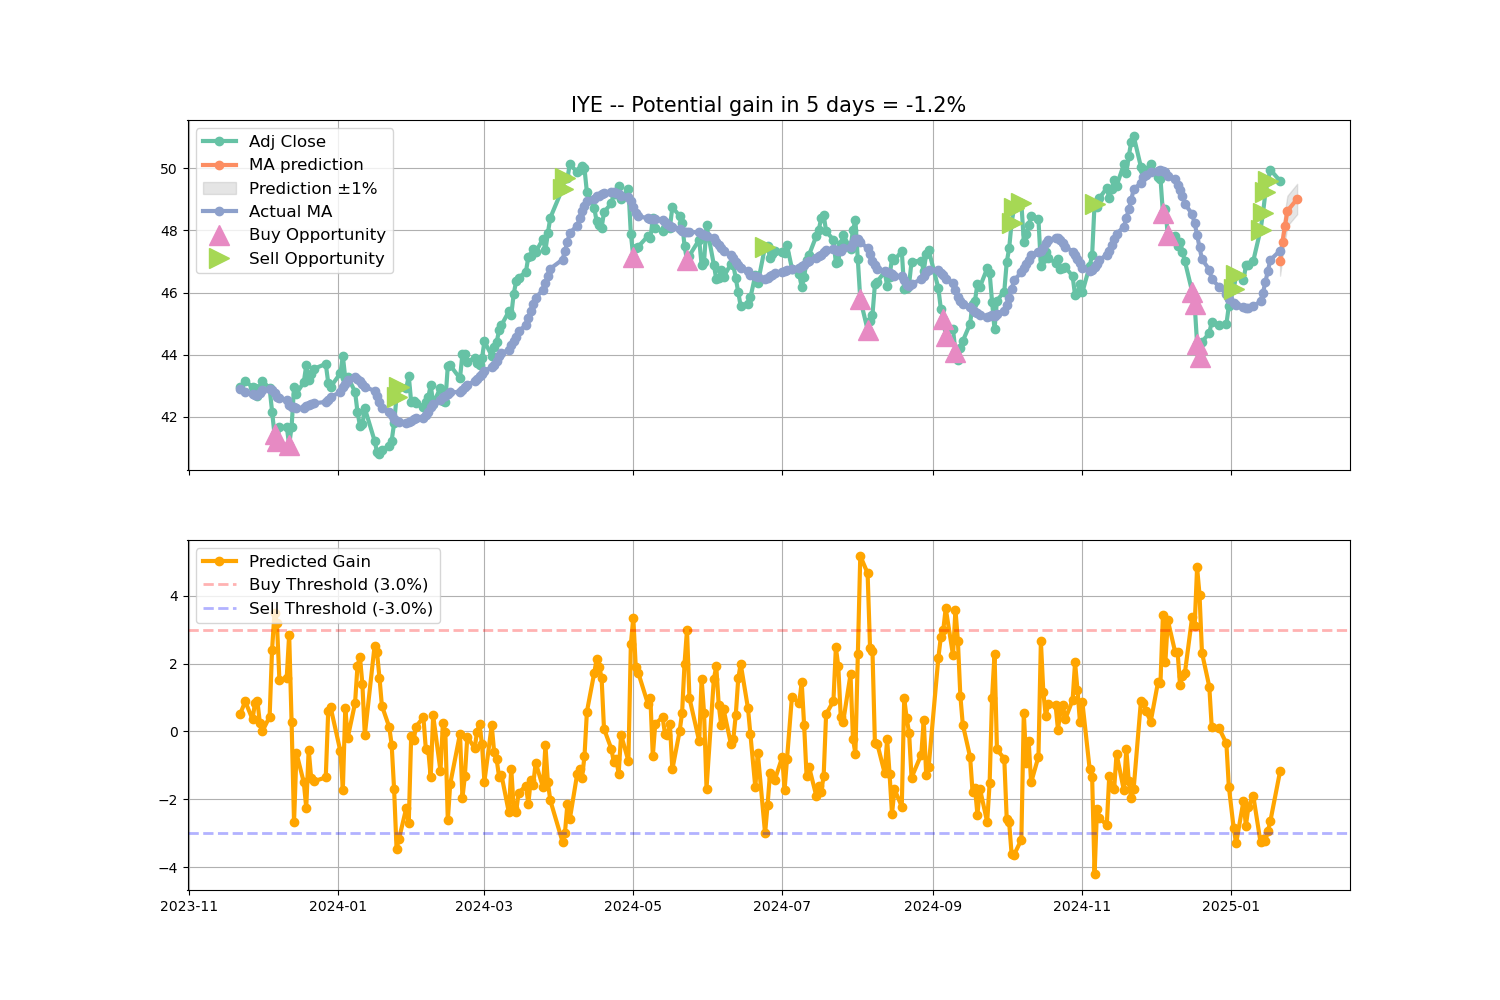 IYE -- Potential gain in 5 days = -1.2%
Adj Close
MA prediction
Prediction ±1%
Actual MA
Buy Opportunity
Sell Opportunity
50
48
46
44
42
Predicted Gain
Buy Threshold (3.0%)
Sell Threshold (-3.0%)
4
2
0
−2
−4
2023-11 2024-01 2024-03 2024-05 2024-07 2024-09 2024-11 2025-01